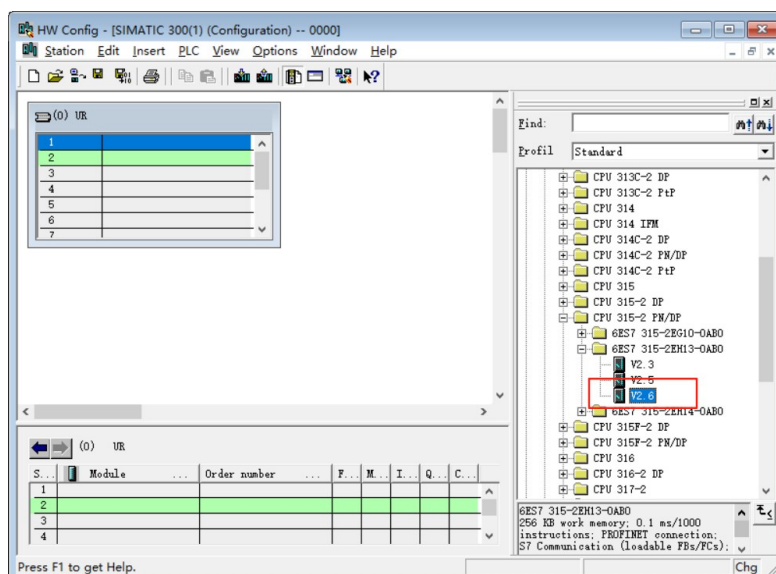 HW Config - [SIMATIC 300(1) (Configuration) -- 0000]
Station Edit Insert PLC View Options Window Help
(0) UR
1
2
3
4
5
6
7
Find:
Profil Standard
CPU 313C-2 DP
CPU 313C-2 PtP
CPU 314
CPU 314 IFM
CPU 314C-2 DP
CPU 314C-2 PN/DP
CPU 314C-2 PtP
CPU 315
CPU 315-2 DP
CPU 315-2 PN/DP
6ES7 315-2EG10-0AB0
6ES7 315-2EH13-0AB0
V2.3
V2.5
V2.6
6ES7 315-2EH14-0AB0
CPU 315F-2 DP
CPU 315F-2 PN/DP
CPU 316
CPU 316-2 DP
CPU 317-2
(0) UR
S... Module ... Order number ... F... M... I... Q... C...
1
2
3
4
6ES7 315-2EH13-0AB0
256 KB work memory; 0.1 ms/1000
instructions; PROFINET connection;
S7 Communication (loadable FBs/FCs);
Press F1 to get Help.
Chg